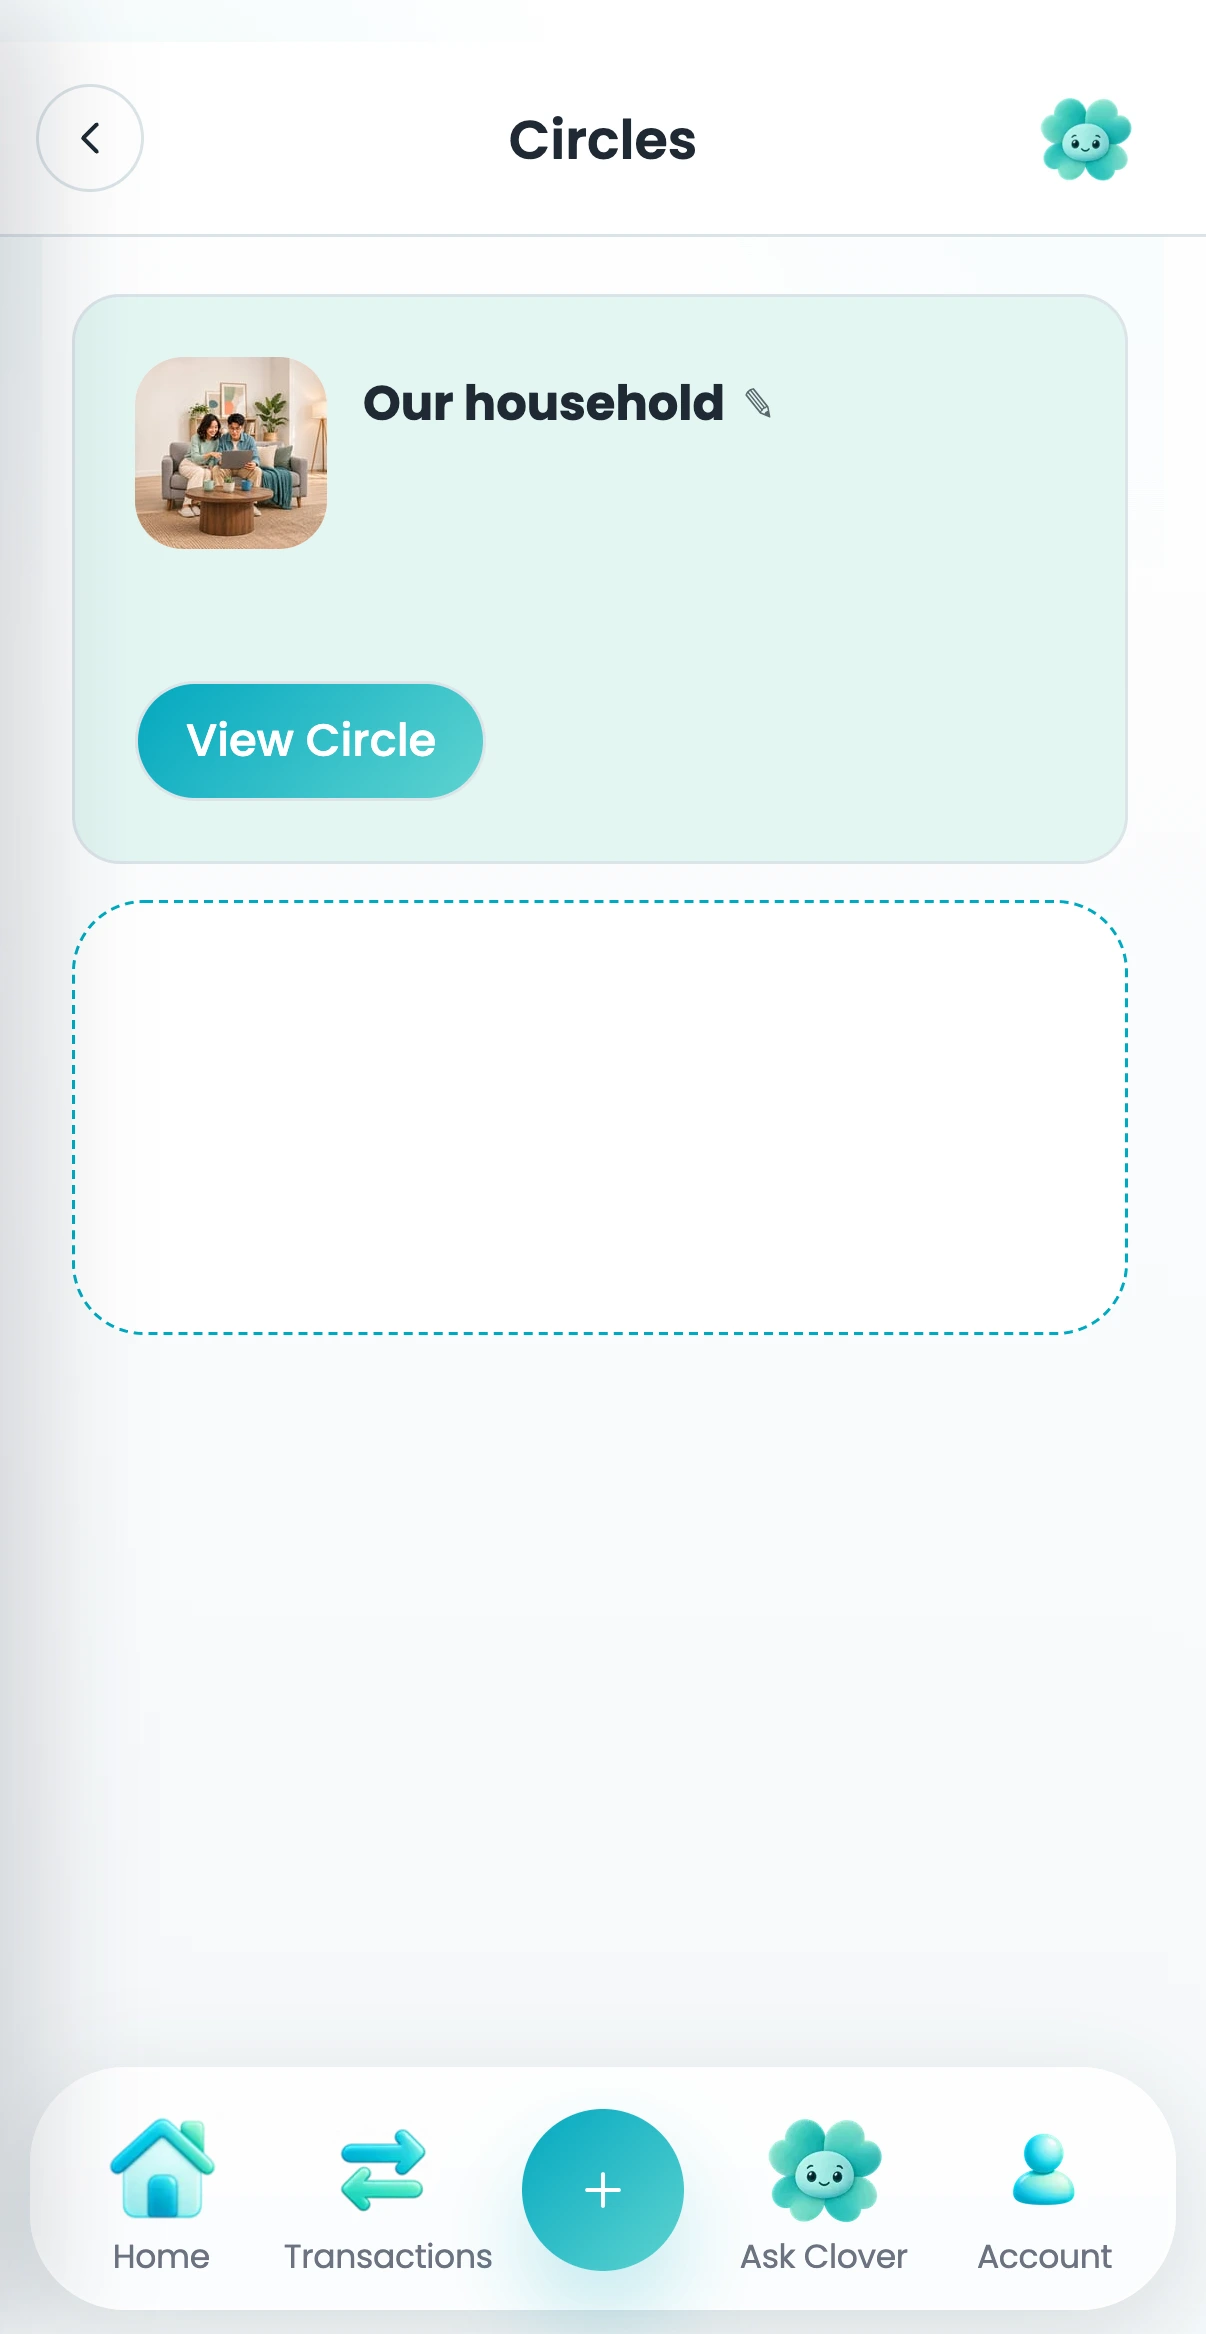 Circles
Our household
View Circle
Home
Transactions
Ask Clover
Account